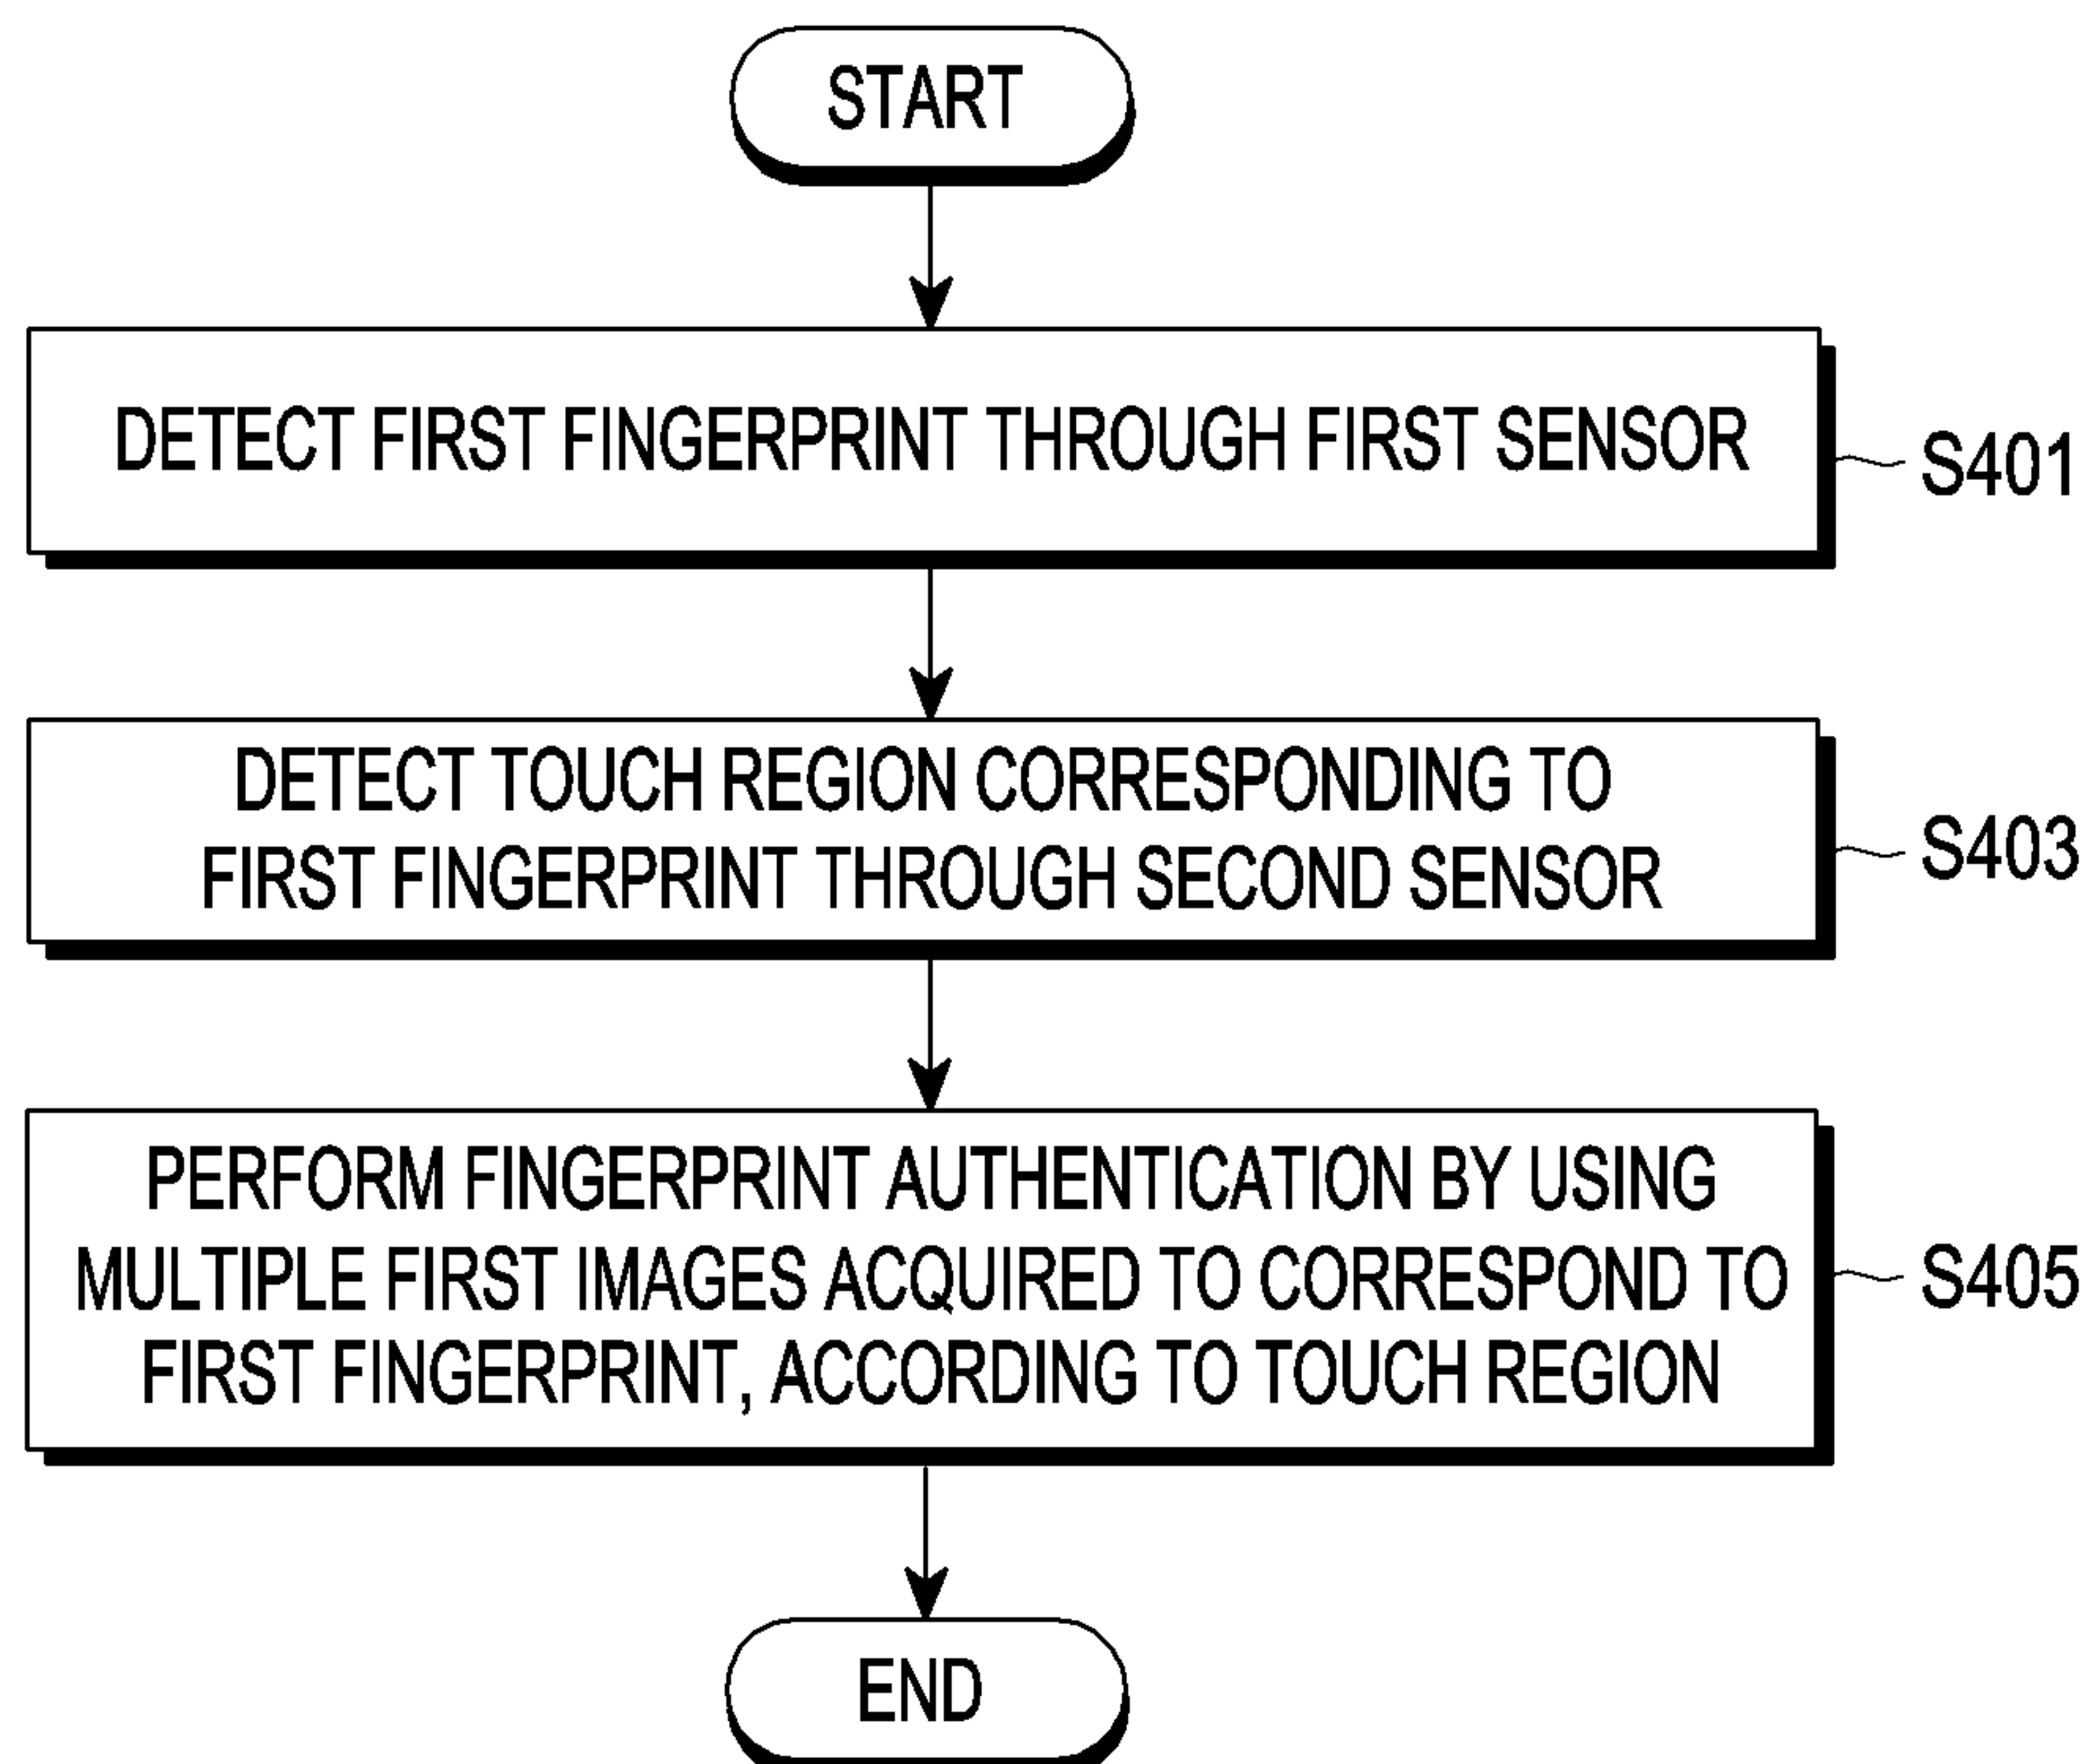 START
DETECT FIRST FINGERPRINT THROUGH FIRST SENSOR
S401
DETECT TOUCH REGION CORRESPONDING TO
FIRST FINGERPRINT THROUGH SECOND SENSOR
S403
PERFORM FINGERPRINT AUTHENTICATION BY USING
MULTIPLE FIRST IMAGES ACQUIRED TO CORRESPOND TO
FIRST FINGERPRINT, ACCORDING TO TOUCH REGION
S405
END